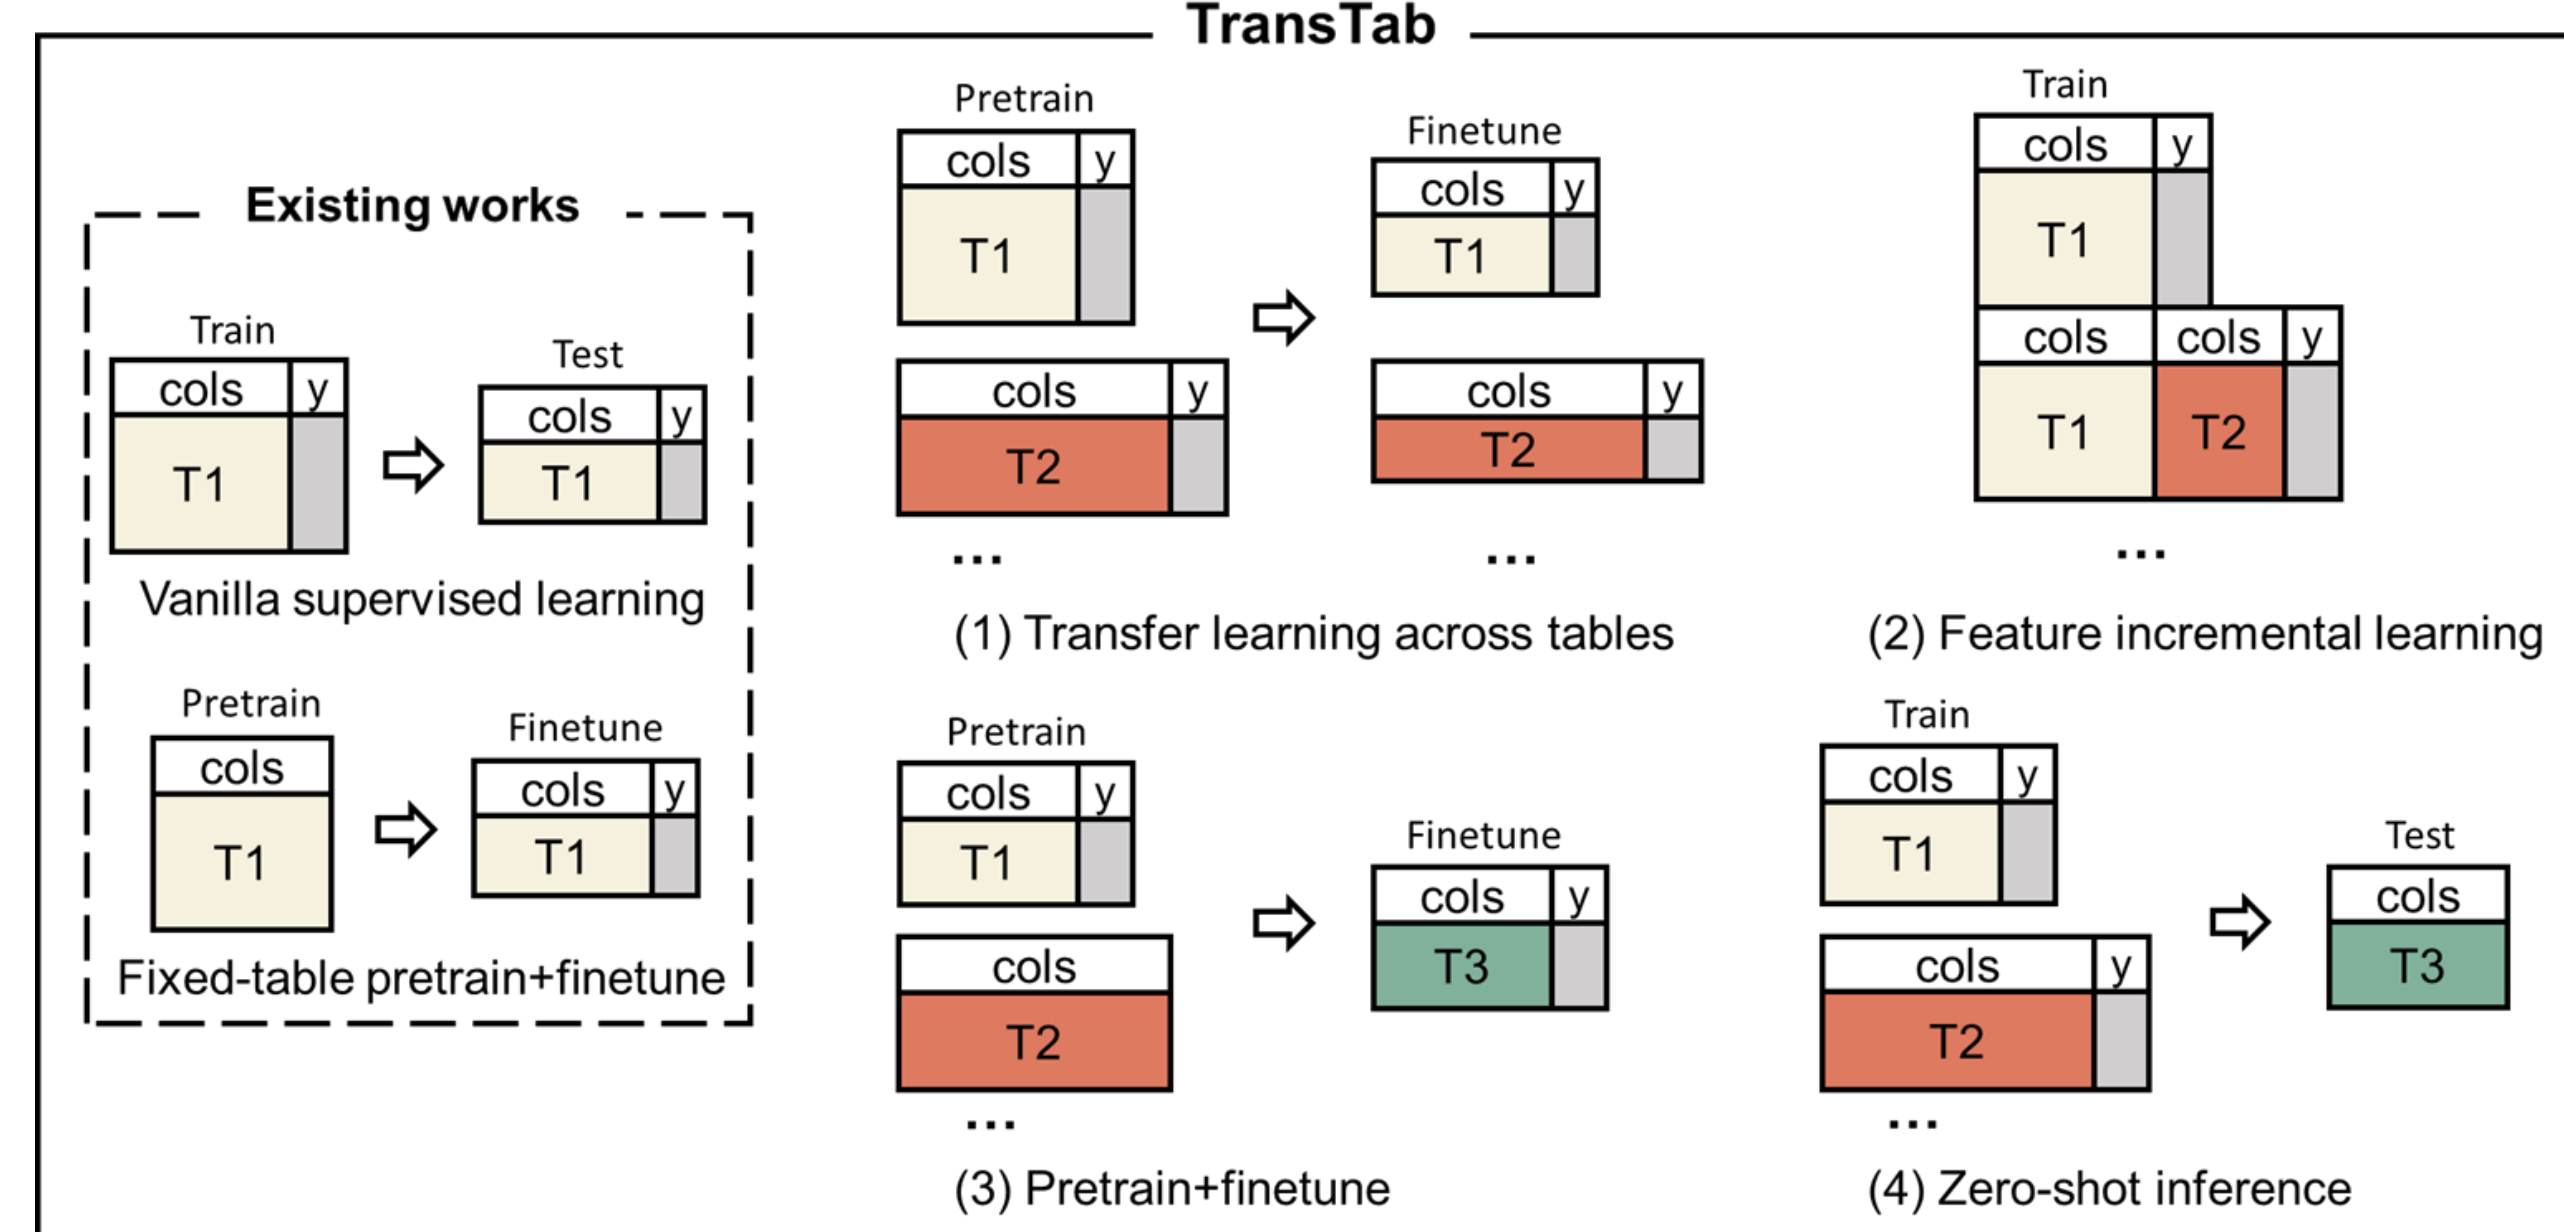 TransTab
Existing works
Train
cols y
T1
Test
cols y
T1
Vanilla supervised learning
Pretrain
cols
T1
Finetune
cols y
T1
Fixed-table pretrain+finetune
Pretrain
cols y
T1
cols y
T2
...
Finetune
cols y
T1
cols y
T2
...
(1) Transfer learning across tables
Train
cols y
T1
cols cols y
T1 T2
...
(2) Feature incremental learning
Pretrain
cols y
T1
cols
T2
...
Finetune
cols y
T3
(3) Pretrain+finetune
Train
cols y
T1
cols y
T2
...
Test
cols
T3
(4) Zero-shot inference